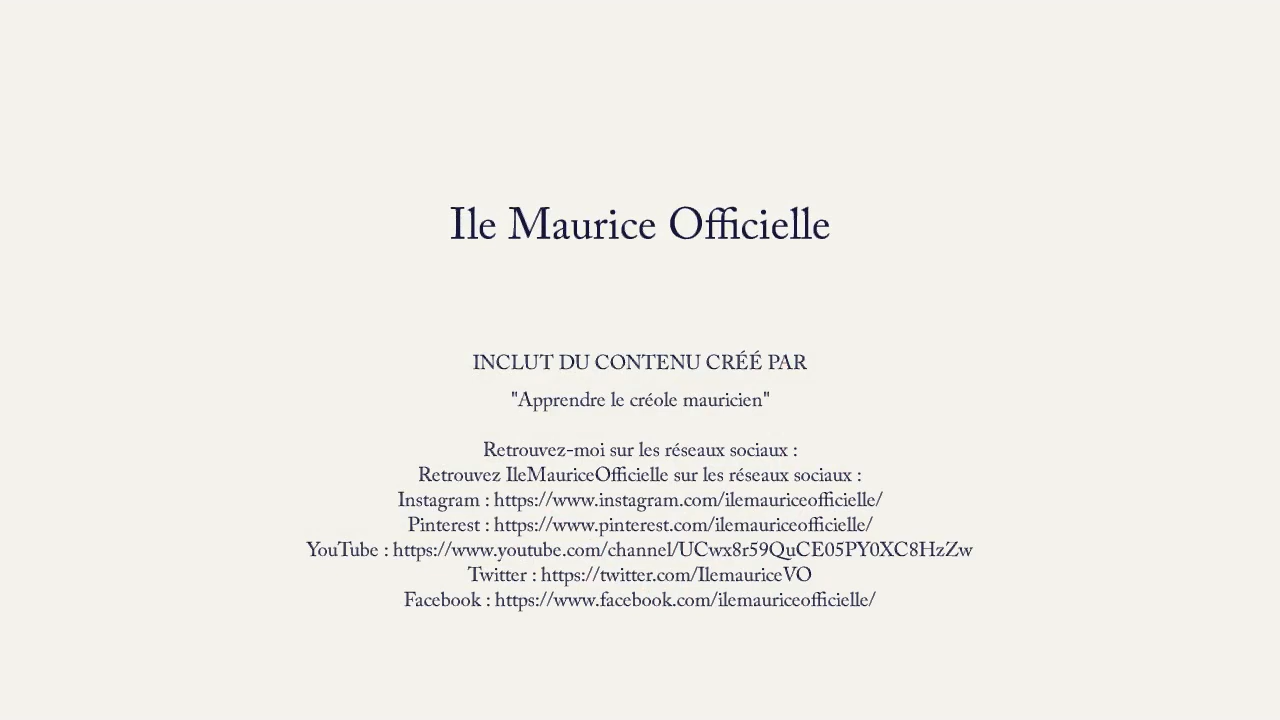 Ile Maurice Officielle
INCLUT DU CONTENU CRÉÉ PAR
"Apprendre le créole mauricien"
Retrouvez-moi sur les réseaux sociaux :
Retrouvez IleMauriceOfficielle sur les réseaux sociaux :
Instagram : https://www.instagram.com/ilemauriceofficielle/
Pinterest : https://www.pinterest.com/ilemauriceofficielle/
YouTube : https://www.youtube.com/channel/UCwx8r59QuCE05PY0XC8HzZw
Twitter : https://twitter.com/IlemauriceVO
Facebook : https://www.facebook.com/ilemauriceofficielle/